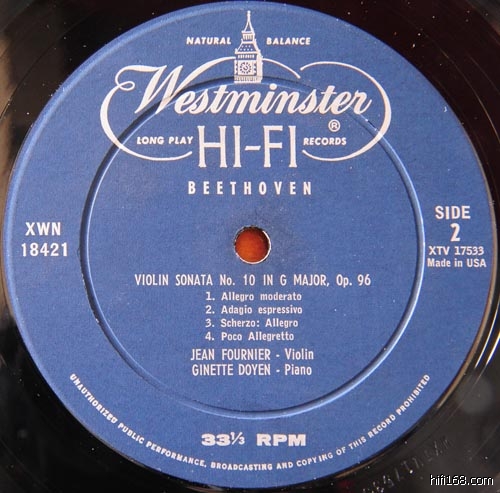 NATURAL BALANCE
Westminster
LONG PLAY HI-FI RECORDS ®
BEETHOVEN
XWN
18421
SIDE
2
XTV 17533
Made in USA
VIOLIN SONATA No. 10 IN G MAJOR, Op. 96
1. Allegro moderato
2. Adagio espressivo
3. Scherzo: Allegro
4. Poco Allegretto
JEAN FOURNIER - Violin
GINETTE DOYEN - Piano
33⅓ RPM
UNAUTHORIZED PUBLIC PERFORMANCE, BROADCASTING AND COPYING OF THIS RECORD PROHIBITED
hifi168.com